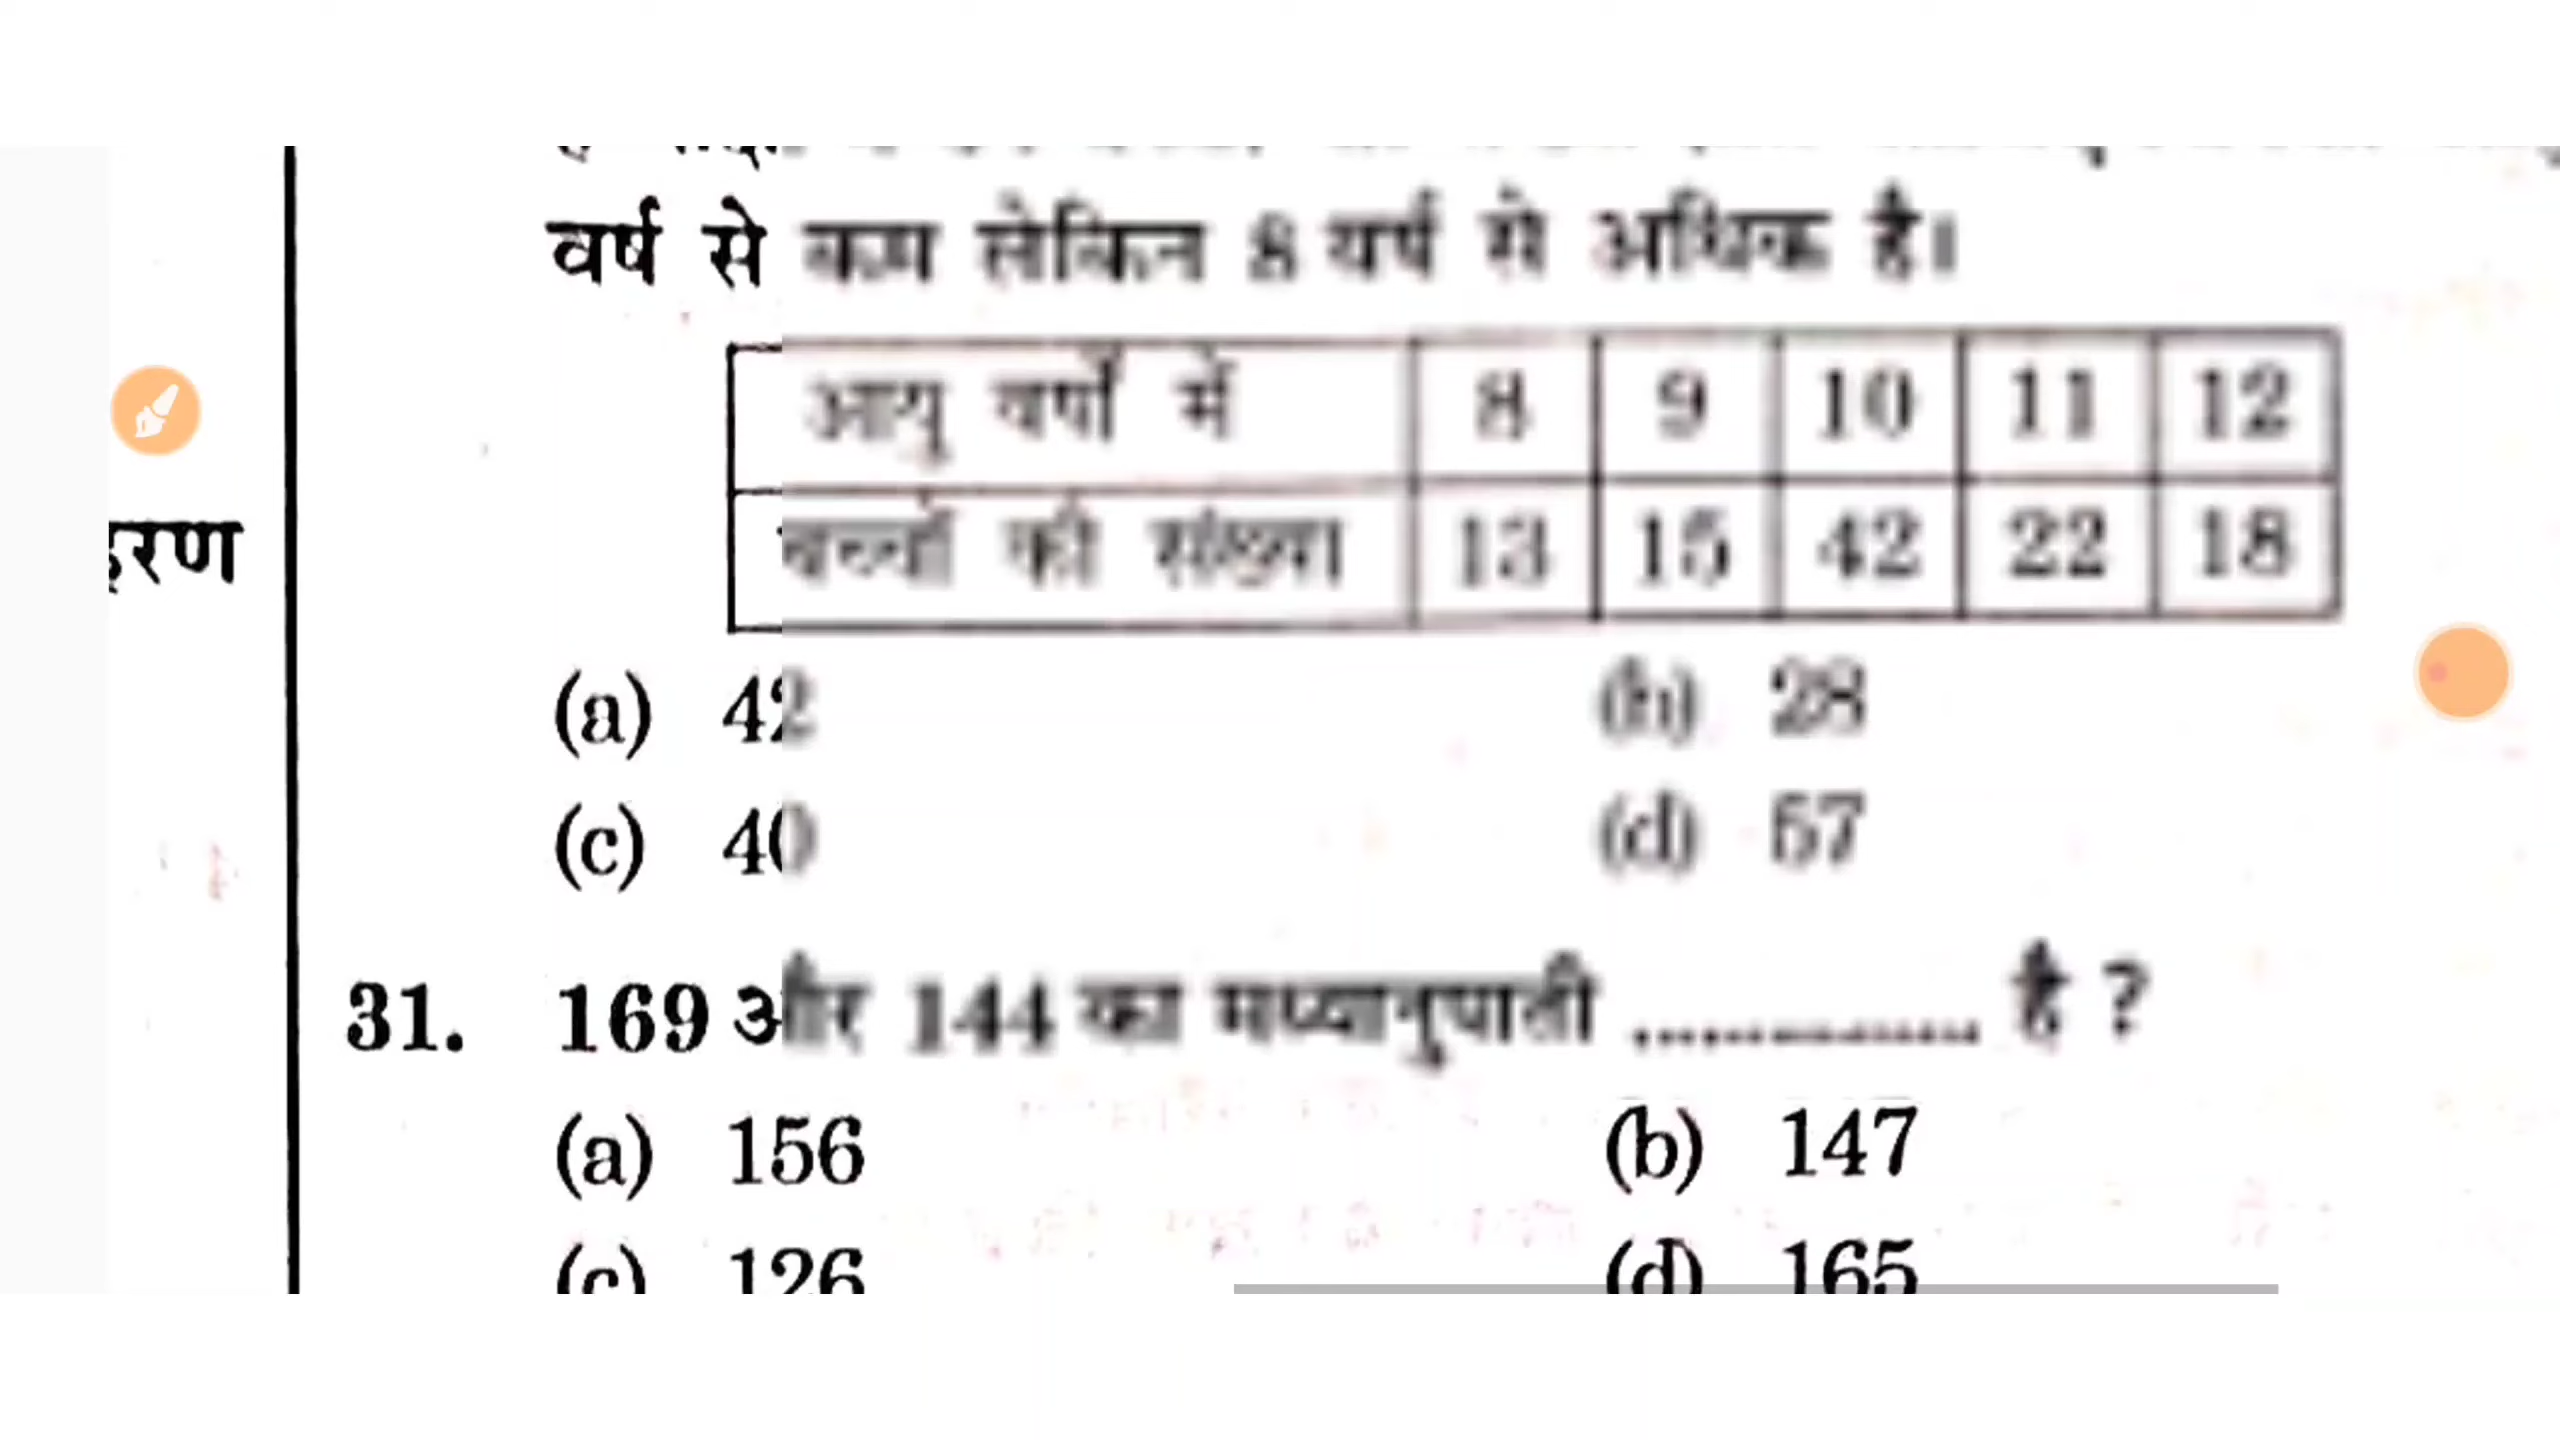 वर्ष से कम लेकिन 8 वर्ष से अधिक है।
आयु वर्षों में 8 9 10 11 12
बच्चों की संख्या 13 15 42 22 18
(a) 42 (b) 28
(c) 40 (d) 57
हरण
31. 169 और 144 का मध्यानुपाती ............... है ?
(a) 156 (b) 147
(c) 126 (d) 165